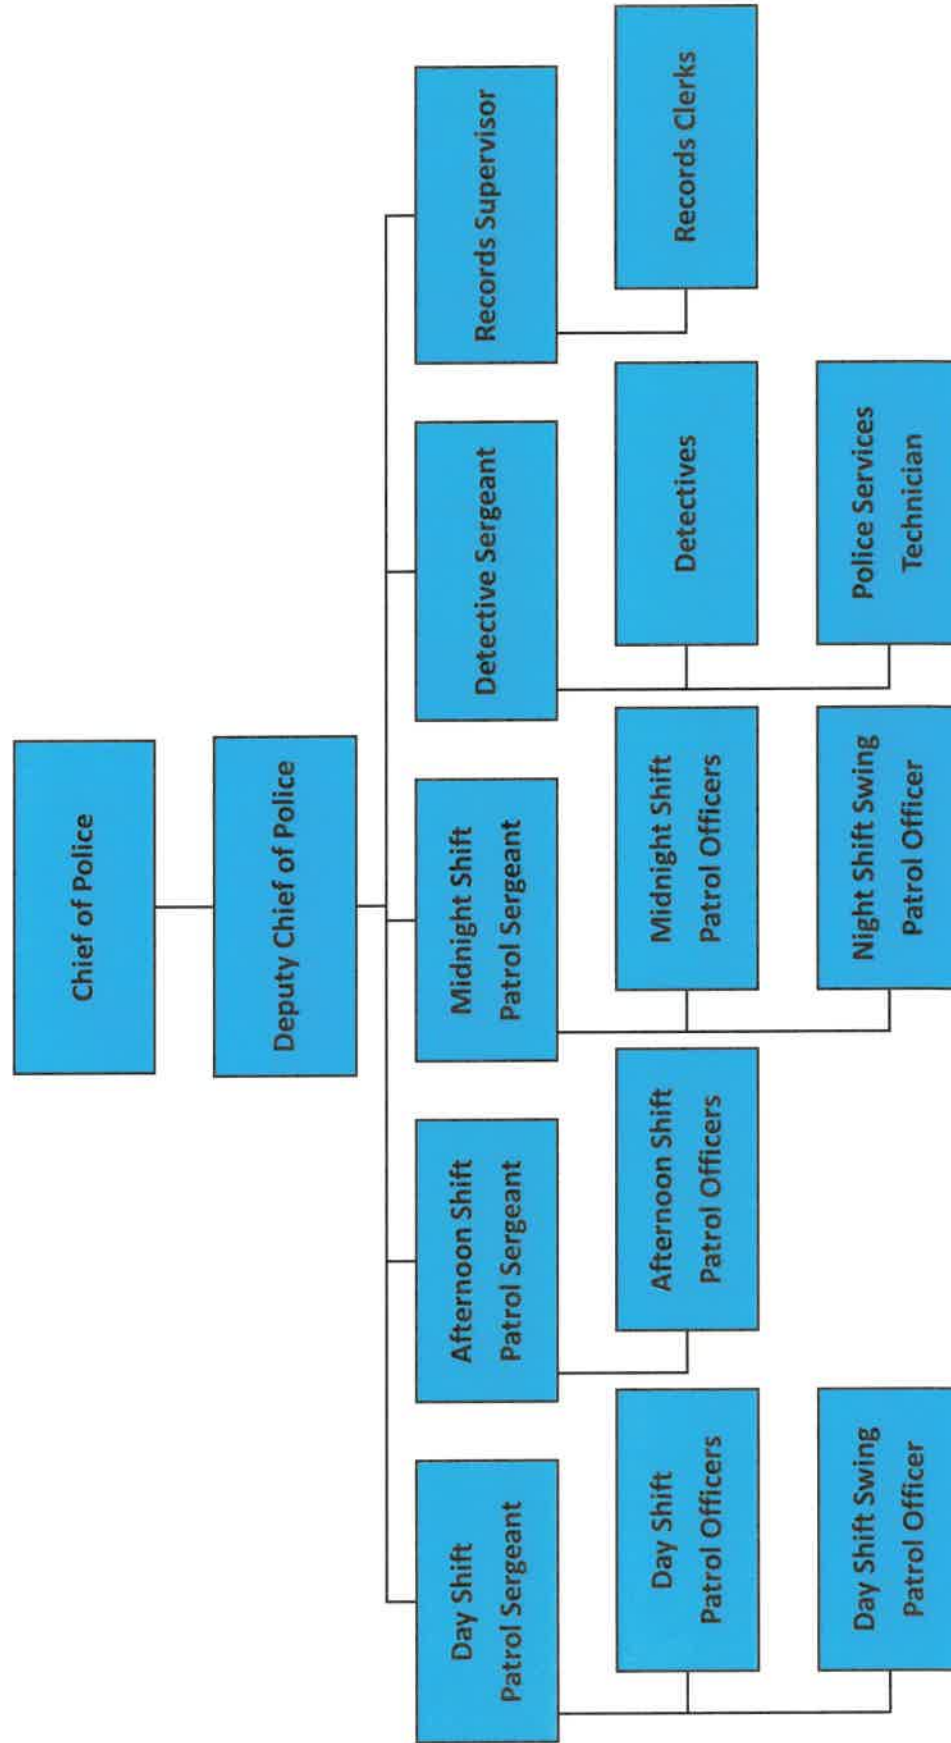 Chief of Police
Deputy Chief of Police
Day Shift
Patrol Sergeant
Afternoon Shift
Patrol Sergeant
Midnight Shift
Patrol Sergeant
Detective Sergeant
Records Supervisor
Day Shift
Patrol Officers
Afternoon Shift
Patrol Officers
Midnight Shift
Patrol Officers
Detectives
Records Clerks
Day Shift Swing
Patrol Officer
Night Shift Swing
Patrol Officer
Police Services
Technician